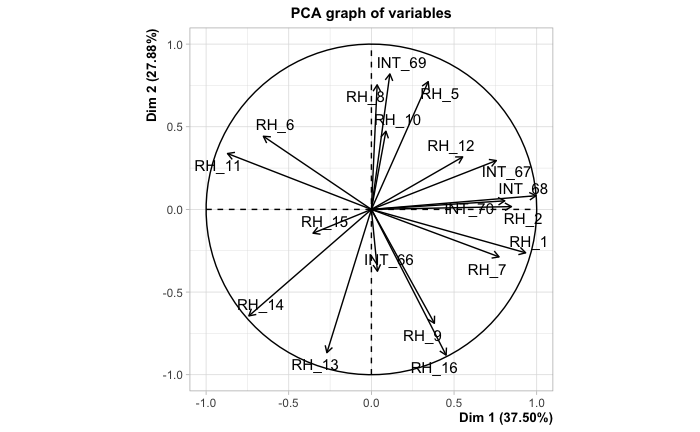 PCA graph of variables
Dim 2 (27.88%)
1.0
0.5
0.0
-0.5
-1.0
INT_69
RH_8
RH_5
RH_10
RH_6
RH_12
RH_11
INT_67
INT_68
INT_70
RH_2
RH_15
RH_1
INT_66
RH_7
RH_14
RH_9
RH_13
RH_16
-1.0
-0.5
0.0
0.5
1.0
Dim 1 (37.50%)